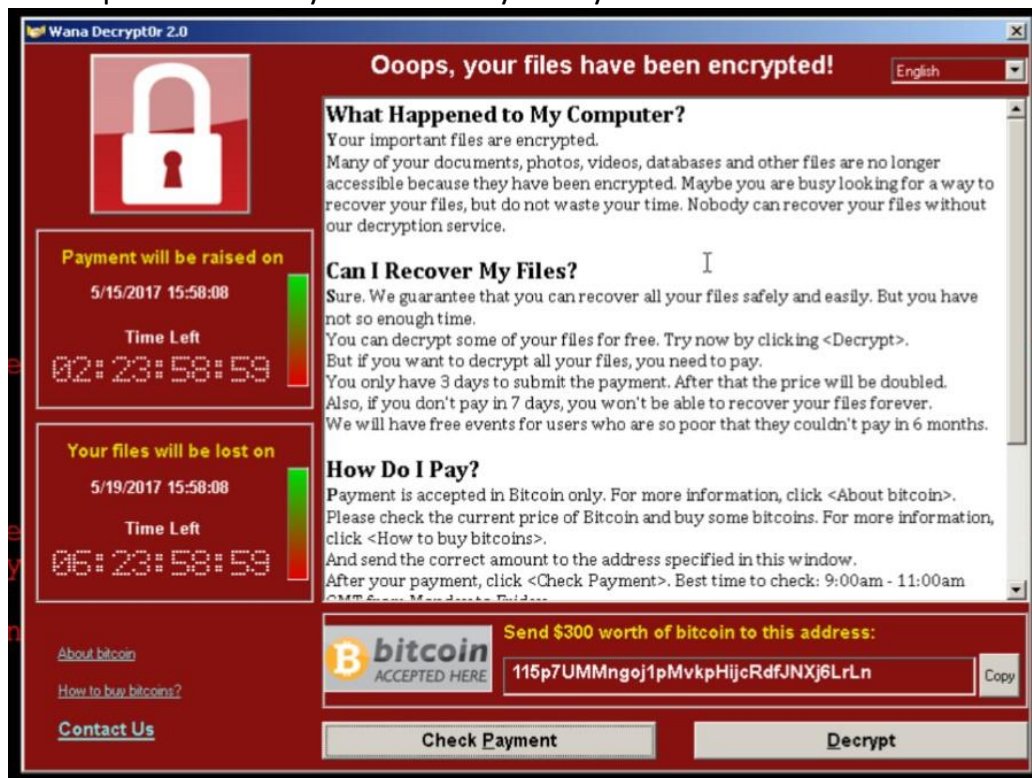 Wana Decrypt0r 2.0
Ooops, your files have been encrypted!
English
What Happened to My Computer?
Your important files are encrypted.
Many of your documents, photos, videos, databases and other files are no longer
accessible because they have been encrypted. Maybe you are busy looking for a way to
recover your files, but do not waste your time. Nobody can recover your files without
our decryption service.
Can I Recover My Files?
Sure. We guarantee that you can recover all your files safely and easily. But you have
not so enough time.
You can decrypt some of your files for free. Try now by clicking <Decrypt>.
But if you want to decrypt all your files, you need to pay.
You only have 3 days to submit the payment. After that the price will be doubled.
Also, if you don't pay in 7 days, you won't be able to recover your files forever.
We will have free events for users who are so poor that they couldn't pay in 6 months.
How Do I Pay?
Payment is accepted in Bitcoin only. For more information, click <About bitcoin>.
Please check the current price of Bitcoin and buy some bitcoins. For more information,
click <How to buy bitcoins>.
And send the correct amount to the address specified in this window.
After your payment, click <Check Payment>. Best time to check: 9:00am - 11:00am
GMT from Monday to Friday.
Payment will be raised on
5/15/2017 15:58:08
Time Left
02:23:58:59
Your files will be lost on
5/19/2017 15:58:08
Time Left
06:23:58:59
About bitcoin
How to buy bitcoins?
Contact Us
bitcoin
ACCEPTED HERE
Send $300 worth of bitcoin to this address:
115p7UMMngoj1pMvkpHijcRdfJNXj6LrLn
Copy
Check Payment
Decrypt